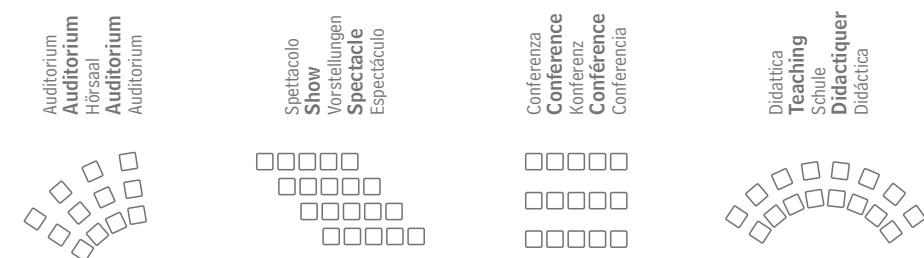 Auditorium
Auditorium
Hörsaal
Auditorium
Auditorium
Spettacolo
Show
Vorstellungen
Spectacle
Espectáculo
Conferenza
Conference
Konferenz
Conférence
Conferencia
Didattica
Teaching
Schule
Didactiquer
Didáctica